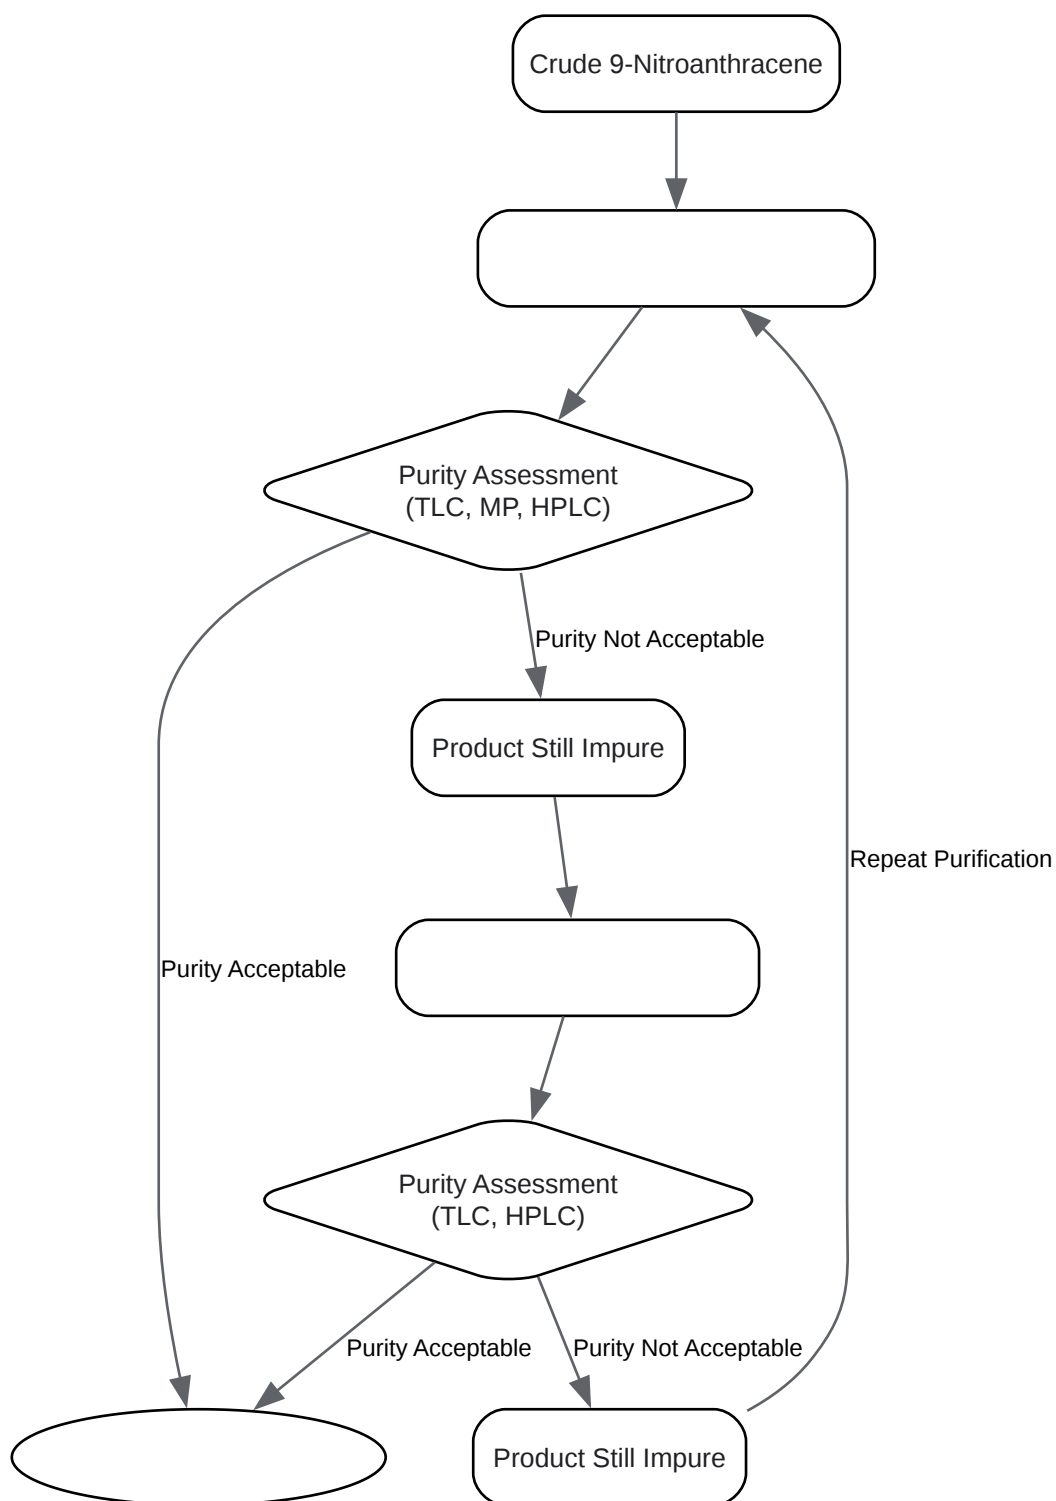 Crude 9-Nitroanthracene
Purity Assessment
(TLC, MP, HPLC)
Purity Not Acceptable
Product Still Impure
Repeat Purification
Purity Acceptable
Purity Assessment
(TLC, HPLC)
Purity Acceptable
Purity Not Acceptable
Product Still Impure